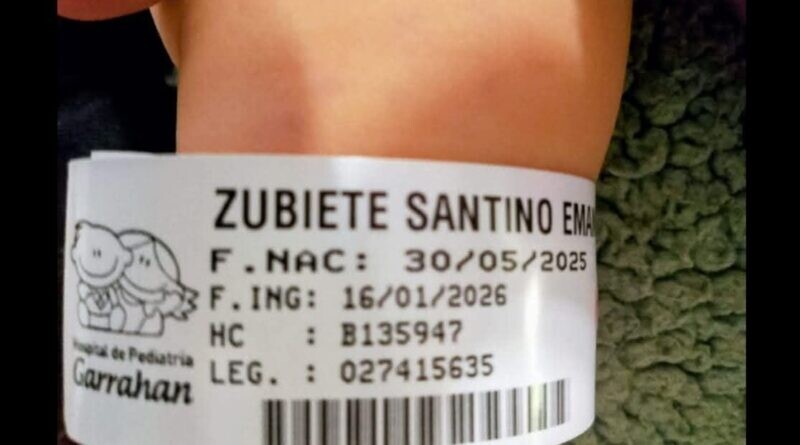 ZUBIETE SANTINO
F.NAC: 30/05/2025
F.ING: 16/01/2026
HC : B135947
LEG. : 027415635
Hospital de Pediatría
Garrahan